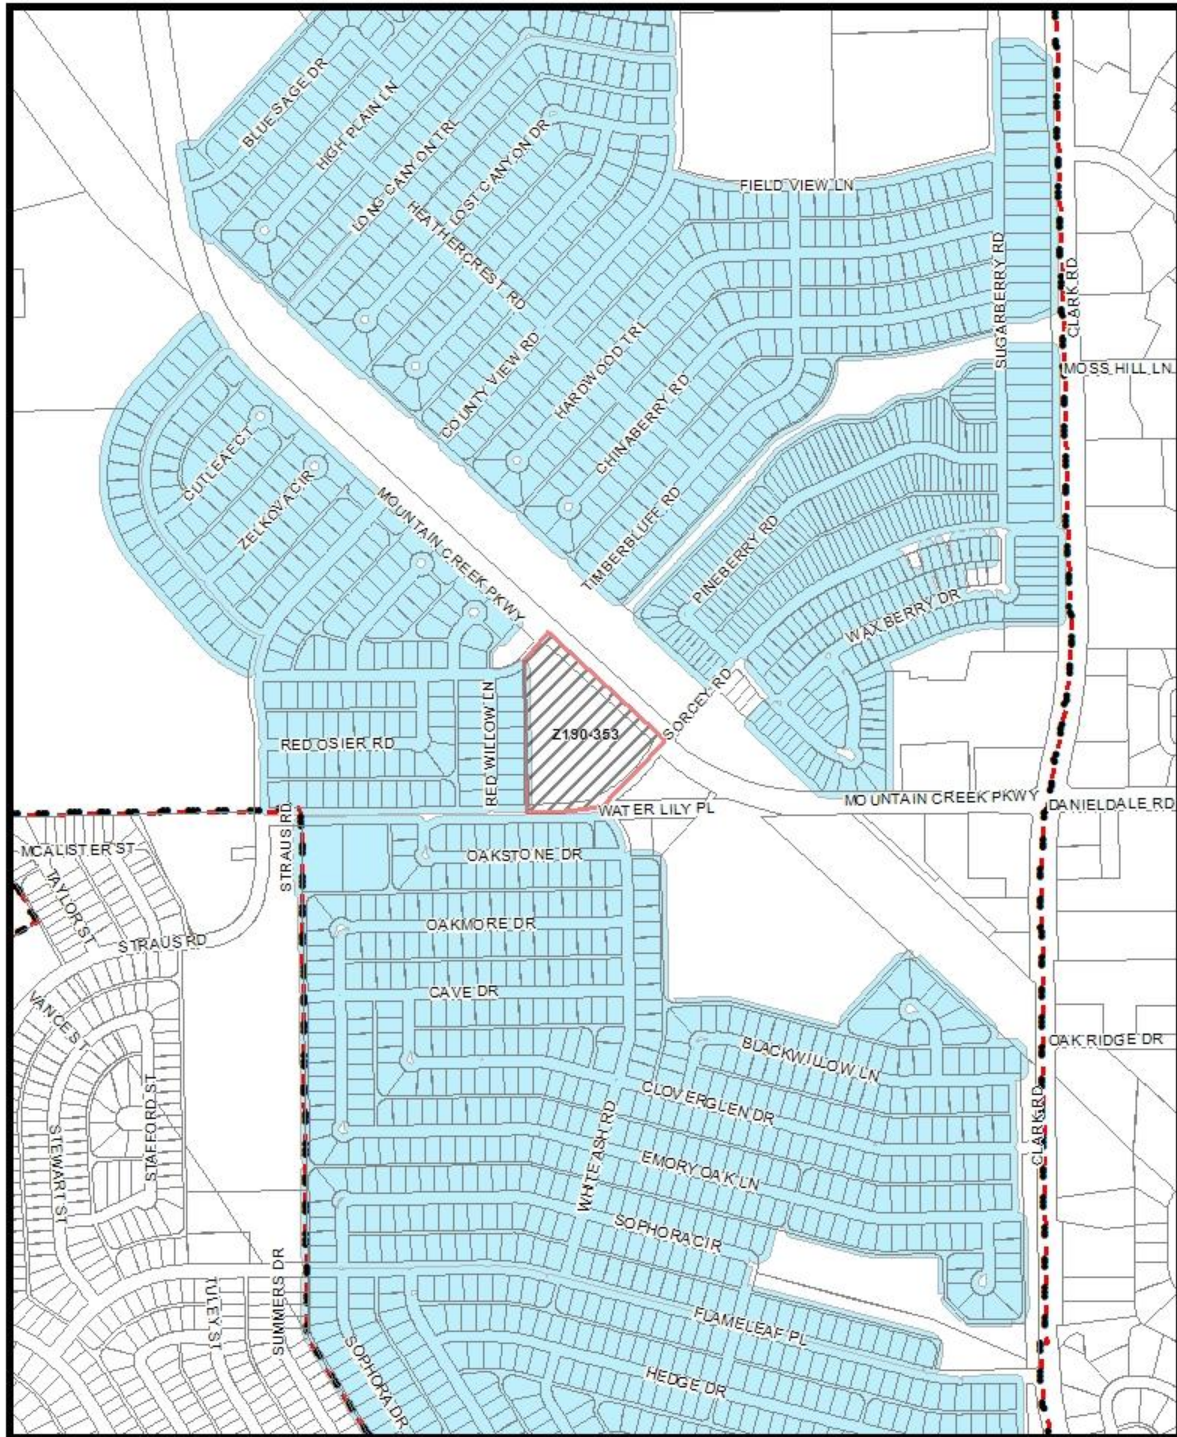 BLUE SAGE DR
HIGH PLAIN LN
LONG CANYON TRL
LOST CANYON DR
HEATHERCREST RD
FIELD VIEW LN
SUGARBERRY RD
CLARK RD
COUNTY VIEW RD
HARDWOOD TRL
CHINABERRY RD
MOSS HILL LN
CUTLEAF CT
ZELKOVA CIR
MOUNTAIN CREEK PKWY
TIMBERBLUFF RD
PINEBERRY RD
WAXBERRY DR
RED WILLOW LN
SORCEY RD
Z190-353
RED OSIER RD
WATER LILY PL
MOUNTAIN CREEK PKWY
DANIELDALE RD
STRAUS RD
MCALISTER ST
OAKSTONE DR
TAYLOR ST
OAKMORE DR
STRAUS RD
CAVE DR
VANCE ST
BLACKWILLOW LN
OAK RIDGE DR
CLOVERGLEN DR
STAFFORD ST
CLARK RD
STEWART ST
WHITE ASH RD
EMORY OAK LN
SOPHORA CIR
SUMMERS DR
TULEY ST
FLAMELEAF PL
SOPHORA DR
HEDGE DR